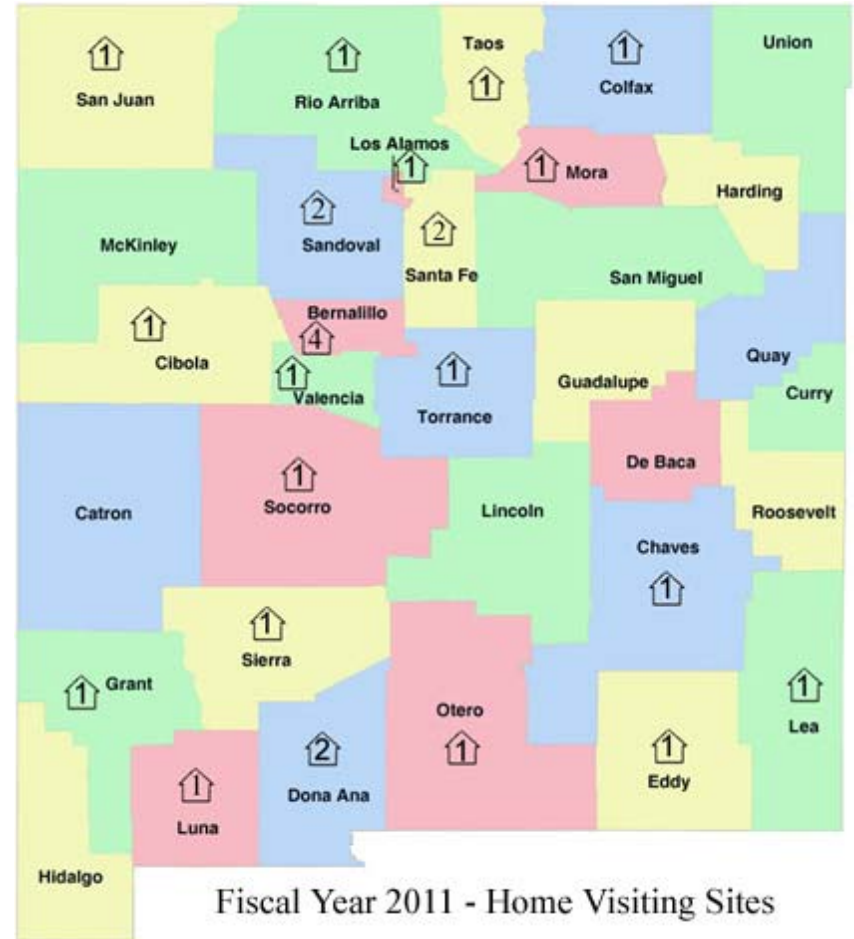 Taos
1
Union
1
San Juan
1
Rio Arriba
1
Colfax
Los Alamos
1
1
Mora
Harding
2
Sandoval
2
Santa Fe
McKinley
San Miguel
Bernalillo
4
1
Cibola
1
Valencia
1
Torrance
Guadalupe
Quay
Curry
De Baca
Catron
1
Socorro
Lincoln
Roosevelt
Chaves
1
1
Sierra
1
Grant
Otero
1
1
Lea
2
Dona Ana
1
Eddy
1
Luna
Hidalgo
Fiscal Year 2011 - Home Visiting Sites